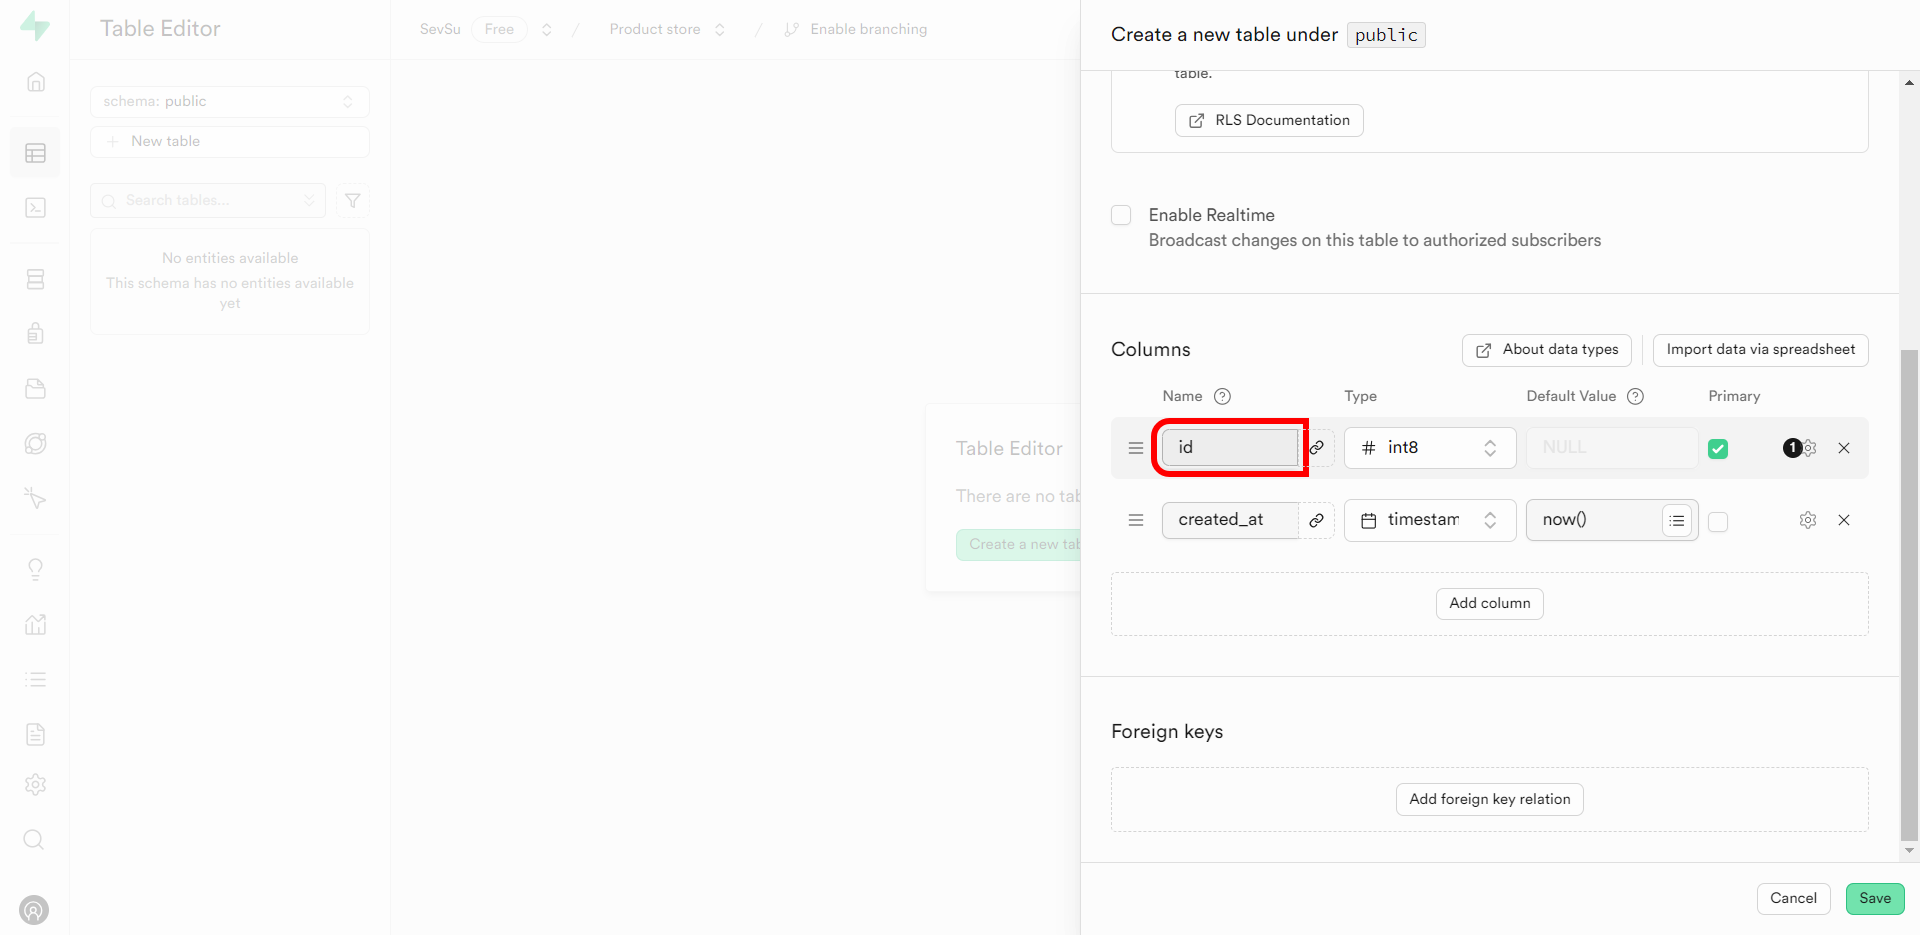 Table Editor
SevSu Free / Product store / Enable branching
Create a new table under public
schema: public
New table
Search tables...
No entities available
This schema has no entities available
yet
Table Editor
There are no tab
Create a new tab
table.
RLS Documentation
Enable Realtime
Broadcast changes on this table to authorized subscribers
Columns
About data types
Import data via spreadsheet
Name ? Type Default Value ? Primary
id # int8 NULL 1
created_at timestam now()
Add column
Foreign keys
Add foreign key relation
Cancel Save